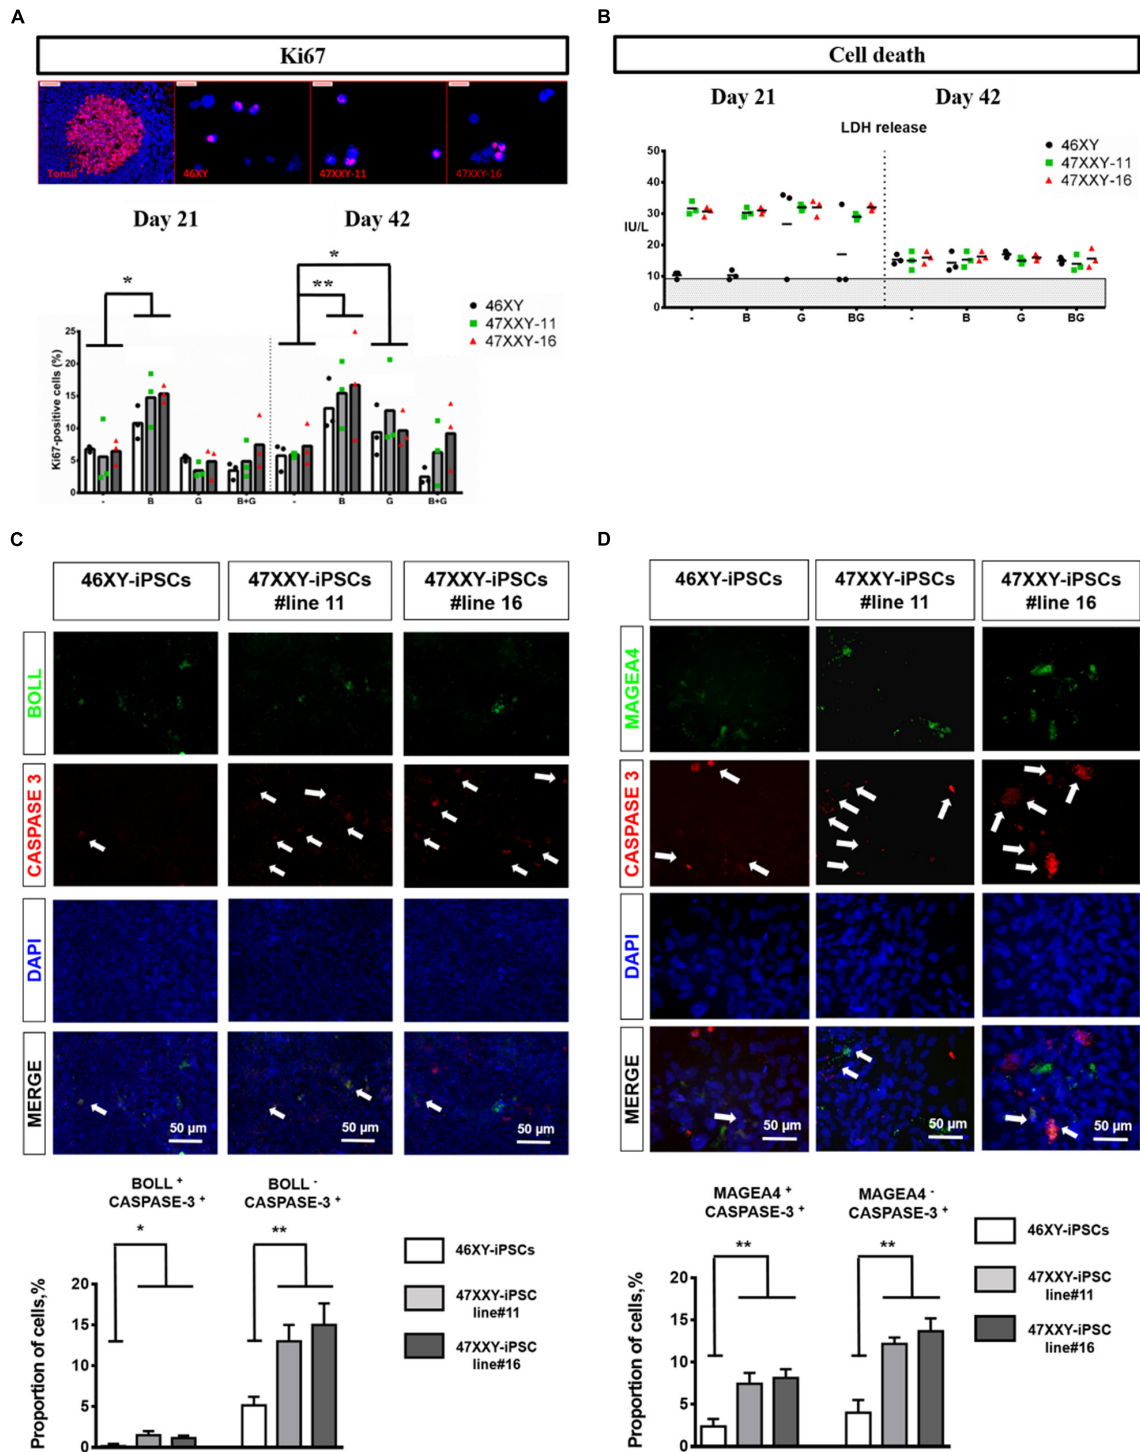 A
Ki67
Tonsil
46XY
47XXY-11
47XXY-16
Day 21
Day 42
*
*
**
46XY
47XXY-11
47XXY-16
Ki67-positive cells (%)
25
20
15
10
5
0
- B G B+G - B G B+G
B
Cell death
Day 21
Day 42
LDH release
46XY
47XXY-11
47XXY-16
IU/L
50
40
30
20
10
0
- B G BG - B G BG
C
46XY-iPSCs
47XXY-iPSCs
#line 11
47XXY-iPSCs
#line 16
BOLL
CASPASE 3
DAPI
MERGE
50 µm
50 µm
50 µm
BOLL +
CASPASE-3 +
BOLL -
CASPASE-3 +
*
**
Proportion of cells,%
20
15
10
5
0
46XY-iPSCs
47XXY-iPSC
line#11
47XXY-iPSC
line#16
D
46XY-iPSCs
47XXY-iPSCs
#line 11
47XXY-iPSCs
#line 16
MAGEA4
CASPASE 3
DAPI
MERGE
50 µm
50 µm
50 µm
MAGEA4 +
CASPASE-3 +
MAGEA4 -
CASPASE-3 +
**
**
Proportion of cells,%
20
15
10
5
0
46XY-iPSCs
47XXY-iPSC
line#11
47XXY-iPSC
line#16